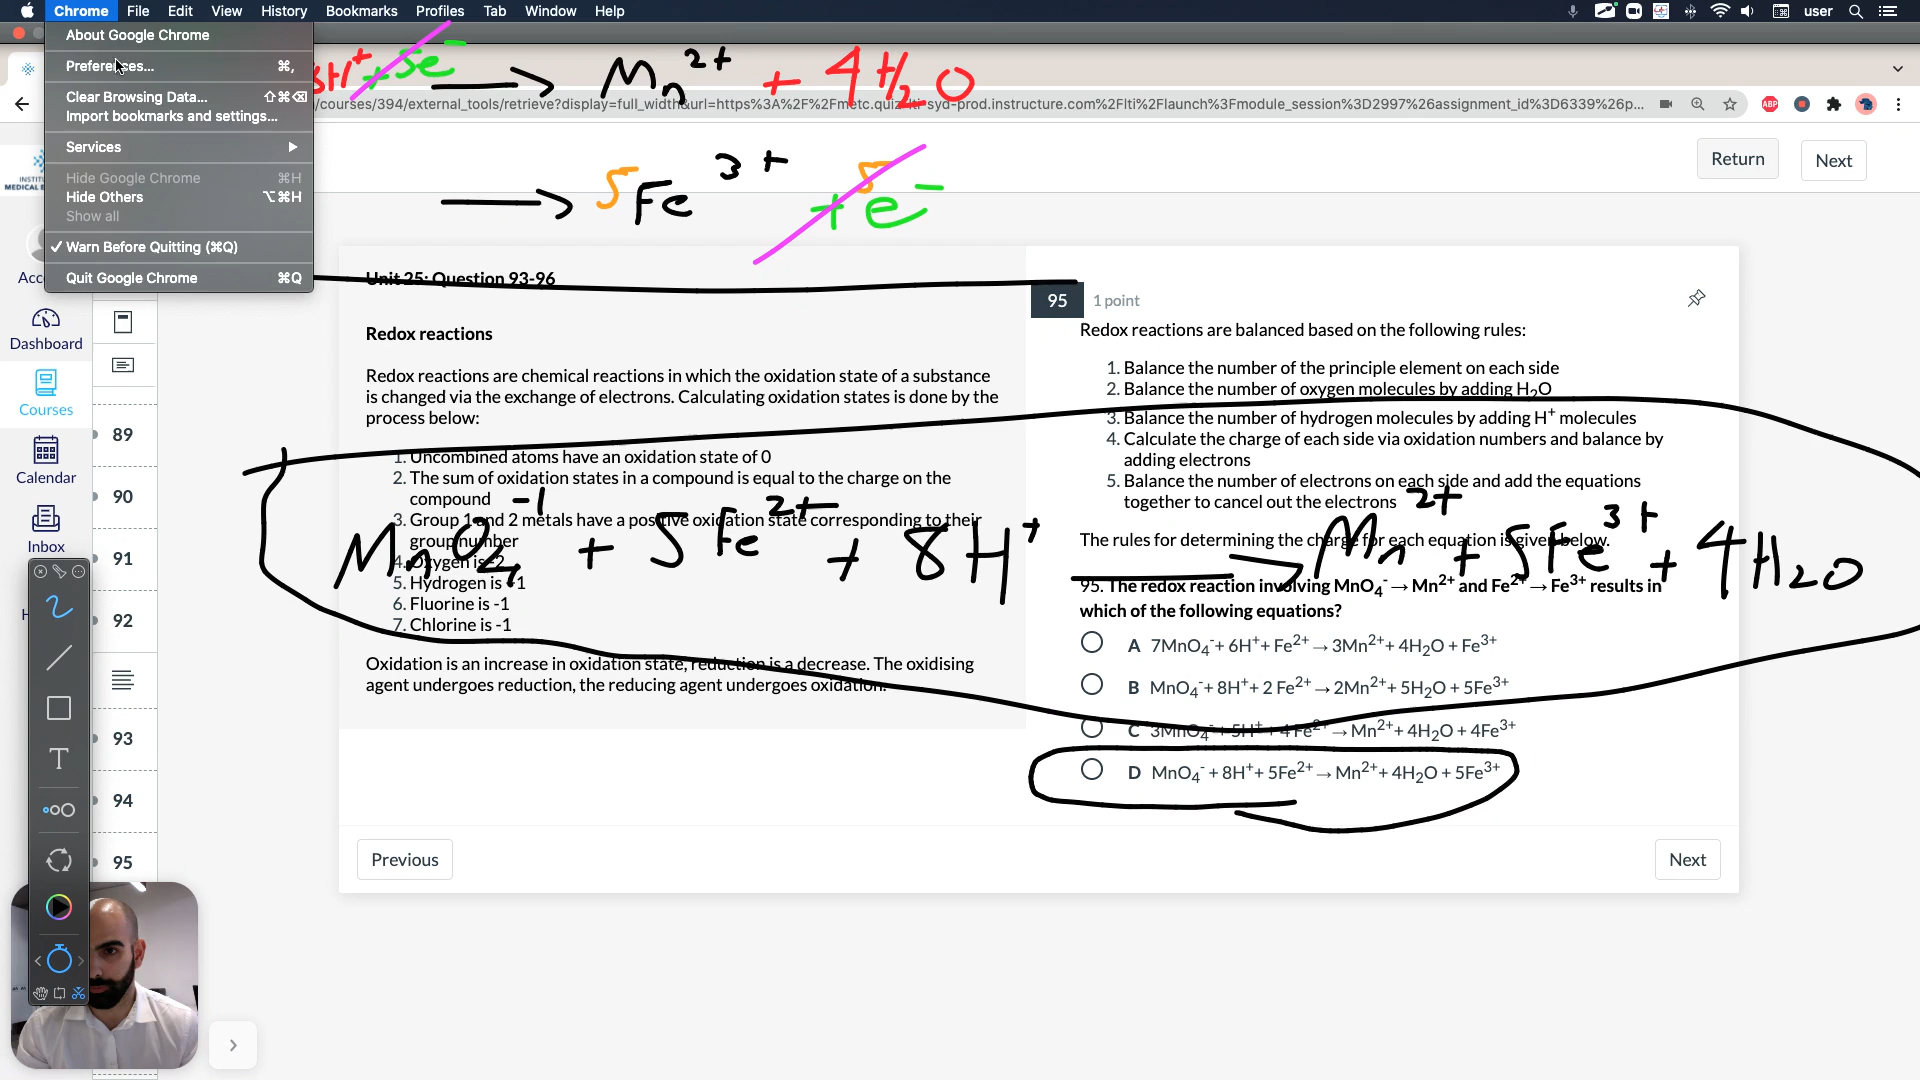 Chrome File Edit View History Bookmarks Profiles Tab Window Help user
About Google Chrome
Preferences... ⌘,
Clear Browsing Data... ⇧⌘⌫
Import bookmarks and settings...
Services ▶
Hide Google Chrome ⌘H
Hide Others ⌥⌘H
Show all
✓ Warn Before Quitting (⌘Q)
Quit Google Chrome ⌘Q
8H⁺ + 5e⁻ → Mn²⁺ + 4H₂O
/courses/394/external_tools/retrieve?display=full_width&url=https%3A%2F%2Fmetc.quiz
syd-prod.instructure.com%2Flti%2Flaunch%3Fmodule_session%3D2997%26assignment_id%3D6339%26p...
ABP
→ 5Fe³⁺ + 5e⁻
Return
Next
INSTIT
MEDICAL E
Acc
Dashboard
Courses
Calendar
Inbox
89
90
91
92
93
94
95
T
Unit 25: Question 93-96
Redox reactions
Redox reactions are chemical reactions in which the oxidation state of a substance
is changed via the exchange of electrons. Calculating oxidation states is done by the
process below:
1. Uncombined atoms have an oxidation state of 0
2. The sum of oxidation states in a compound is equal to the charge on the
compound
3. Group 1 and 2 metals have a positive oxidation state corresponding to their
group number
4. Oxygen is -2
5. Hydrogen is +1
6. Fluorine is -1
7. Chlorine is -1
Oxidation is an increase in oxidation state, reduction is a decrease. The oxidising
agent undergoes reduction, the reducing agent undergoes oxidation.
MnO₄⁻¹ + 5Fe²⁺ + 8H⁺ → Mn²⁺ + 5Fe³⁺ + 4H₂O
95 1 point
Redox reactions are balanced based on the following rules:
1. Balance the number of the principle element on each side
2. Balance the number of oxygen molecules by adding H₂O
3. Balance the number of hydrogen molecules by adding H⁺ molecules
4. Calculate the charge of each side via oxidation numbers and balance by
adding electrons
5. Balance the number of electrons on each side and add the equations
together to cancel out the electrons
The rules for determining the charge for each equation is given below.
95. The redox reaction involving MnO₄⁻ → Mn²⁺ and Fe²⁺ → Fe³⁺ results in
which of the following equations?
A 7MnO₄⁻ + 6H⁺ + Fe²⁺ → 3Mn²⁺ + 4H₂O + Fe³⁺
B MnO₄⁻ + 8H⁺ + 2 Fe²⁺ → 2Mn²⁺ + 5H₂O + 5Fe³⁺
C 3MnO₄⁻ + 5H⁺ + 4 Fe²⁺ → Mn²⁺ + 4H₂O + 4Fe³⁺
D MnO₄⁻ + 8H⁺ + 5Fe²⁺ → Mn²⁺ + 4H₂O + 5Fe³⁺
Previous
Next